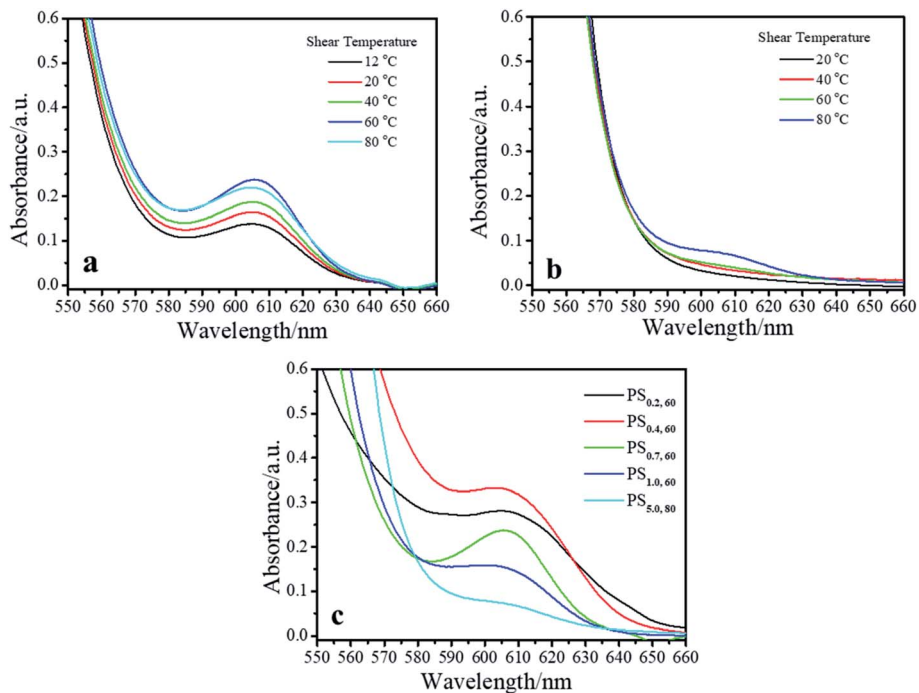 0.6
0.5
0.4
0.3
0.2
0.1
0.0
Absorbance/a.u.
Shear Temperature
12 °C
20 °C
40 °C
60 °C
80 °C
a
550 560 570 580 590 600 610 620 630 640 650 660
Wavelength/nm
0.6
0.5
0.4
0.3
0.2
0.1
0.0
Absorbance/a.u.
Shear Temperature
20 °C
40 °C
60 °C
80 °C
b
550 560 570 580 590 600 610 620 630 640 650 660
Wavelength/nm
0.6
0.5
0.4
0.3
0.2
0.1
0.0
Absorbance/a.u.
PS0.2, 60
PS0.4, 60
PS0.7, 60
PS1.0, 60
PS5.0, 80
c
550 560 570 580 590 600 610 620 630 640 650 660
Wavelength/nm